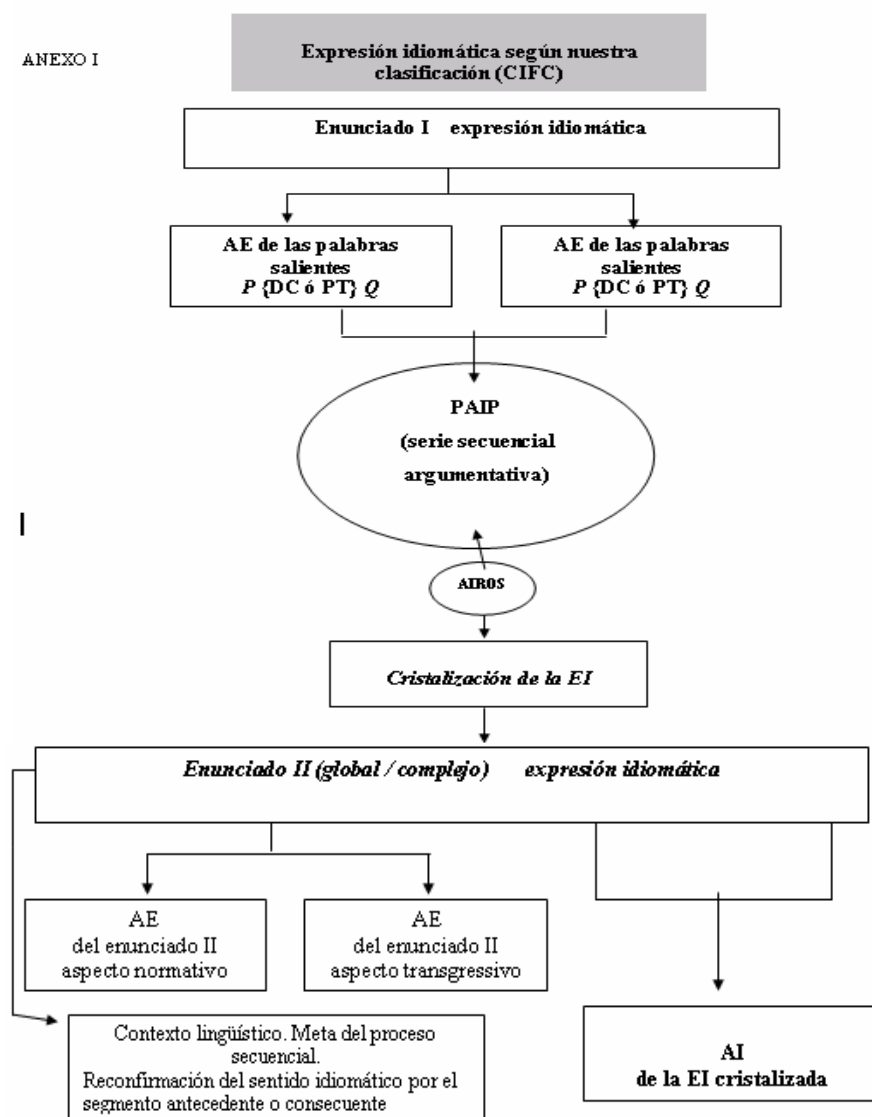 ANEXO I
Expresión idiomática según nuestra
clasificación (CIFC)
Enunciado I expresión idiomática
AE de las palabras
salientes
P {DC ó PT} Q
AE de las palabras
salientes
P {DC ó PT} Q
PAIP
(serie secuencial
argumentativa)
I
AIROS
Cristalización de la EI
Enunciado II (global / complejo) expresión idiomática
AE
del enunciado II
aspecto normativo
AE
del enunciado II
aspecto transgressivo
Contexto lingüístico. Meta del proceso
secuencial.
Reconfirmación del sentido idiomático por el
segmento antecedente o consecuente
AI
de la EI cristalizada